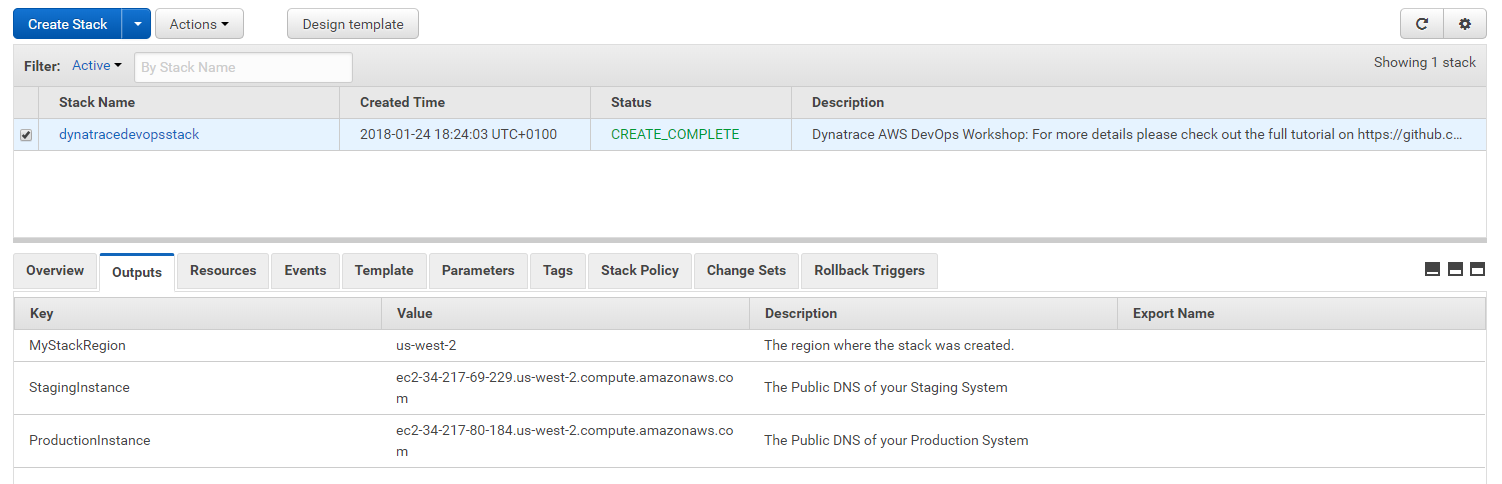 Create Stack Actions Design template
Filter: Active By Stack Name Showing 1 stack
Stack Name Created Time Status Description
dynatracedevopsstack 2018-01-24 18:24:03 UTC+0100 CREATE_COMPLETE Dynatrace AWS DevOps Workshop: For more details please check out the full tutorial on https://github.c...
Overview Outputs Resources Events Template Parameters Tags Stack Policy Change Sets Rollback Triggers
Key Value Description Export Name
MyStackRegion us-west-2 The region where the stack was created.
ec2-34-217-69-229.us-west-2.compute.amazonaws.co
StagingInstance The Public DNS of your Staging System
m
ec2-34-217-80-184.us-west-2.compute.amazonaws.co
ProductionInstance The Public DNS of your Production System
m